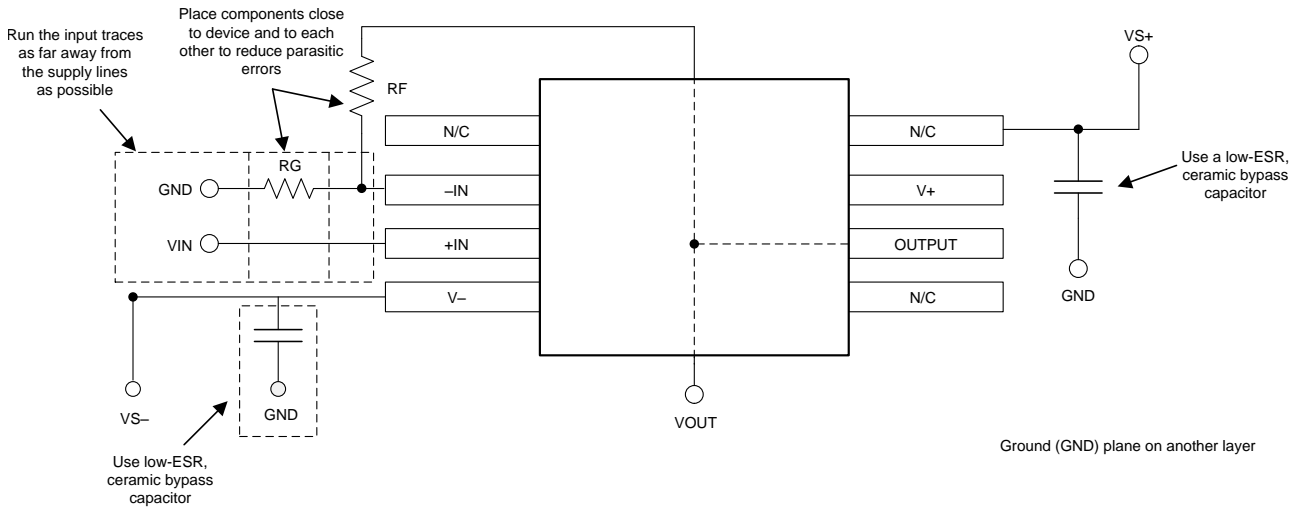 Run the input traces
as far away from
the supply lines
as possible
Place components close
to device and to each
other to reduce parasitic
errors
RF
VS+
N/C
N/C
Use a low-ESR,
ceramic bypass
capacitor
RG
GND
–IN
V+
VIN
+IN
OUTPUT
GND
V–
N/C
VS–
GND
VOUT
Use low-ESR,
ceramic bypass
capacitor
Ground (GND) plane on another layer